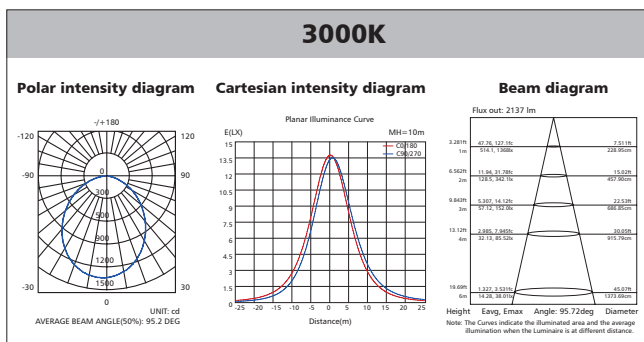 3000K
Polar intensity diagram
Cartesian intensity diagram
Beam diagram
-/+180
-120
120
-90
90
-30
30
0
0
300
500
900
1200
1500
UNIT: cd
AVERAGE BEAM ANGLE(50%): 95.2 DEG
Planar Illuminance Curve
E(LX)
MH=10m
C0/180
C90/270
15
13.5
12
10.5
9
7.5
6
4.5
3
1.5
0
-25 -20 -15 -10 -5 0 5 10 15 20 25
Distance(m)
Flux out: 2137 lm
3.281ft 47.76, 127.1fc 7.511ft
1m 514.1, 1368lx 228.95cm
6.562ft 11.94, 31.78fc 15.02ft
2m 128.5, 342.1lx 457.90cm
9.843ft 5.307, 14.12fc 22.53ft
3m 57.12, 152.0lx 686.85cm
13.12ft 2.985, 7.945fc 30.05ft
4m 32.13, 85.52lx 915.79cm
19.69ft 1.327, 3.531fc 45.07ft
6m 14.28, 38.01lx 1373.69cm
Height Eavg, Emax Angle: 95.72deg Diameter
Note: The Curves indicate the illuminated area and the average
illumination when the Luminaire is at different distance.